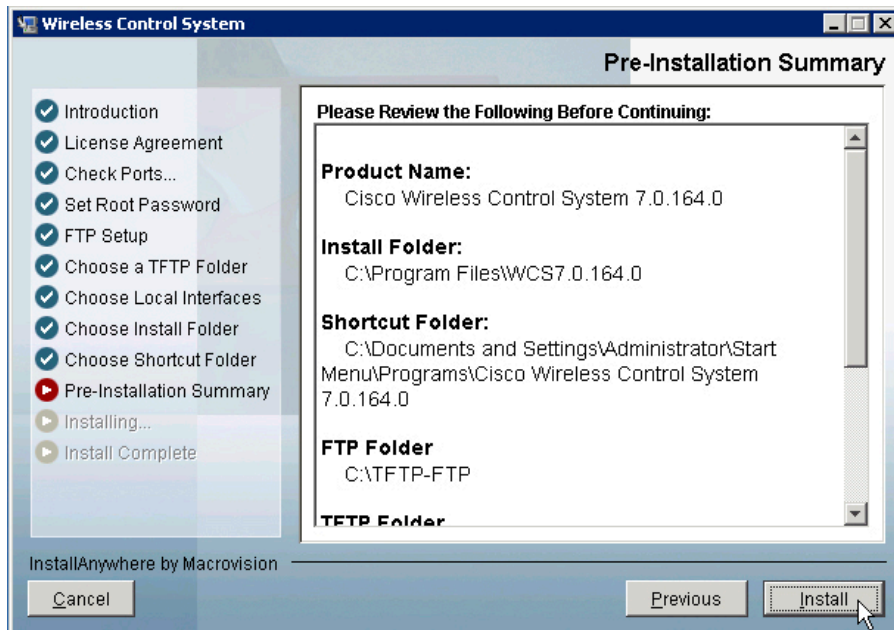 Wireless Control System
Pre-Installation Summary
Introduction
License Agreement
Check Ports...
Set Root Password
FTP Setup
Choose a TFTP Folder
Choose Local Interfaces
Choose Install Folder
Choose Shortcut Folder
Pre-Installation Summary
Installing...
Install Complete
Please Review the Following Before Continuing:
Product Name:
Cisco Wireless Control System 7.0.164.0
Install Folder:
C:\Program Files\WCS7.0.164.0
Shortcut Folder:
C:\Documents and Settings\Administrator\Start
Menu\Programs\Cisco Wireless Control System
7.0.164.0
FTP Folder
C:\TFTP-FTP
TFTP Folder
InstallAnywhere by Macrovision
Cancel
Previous
Install